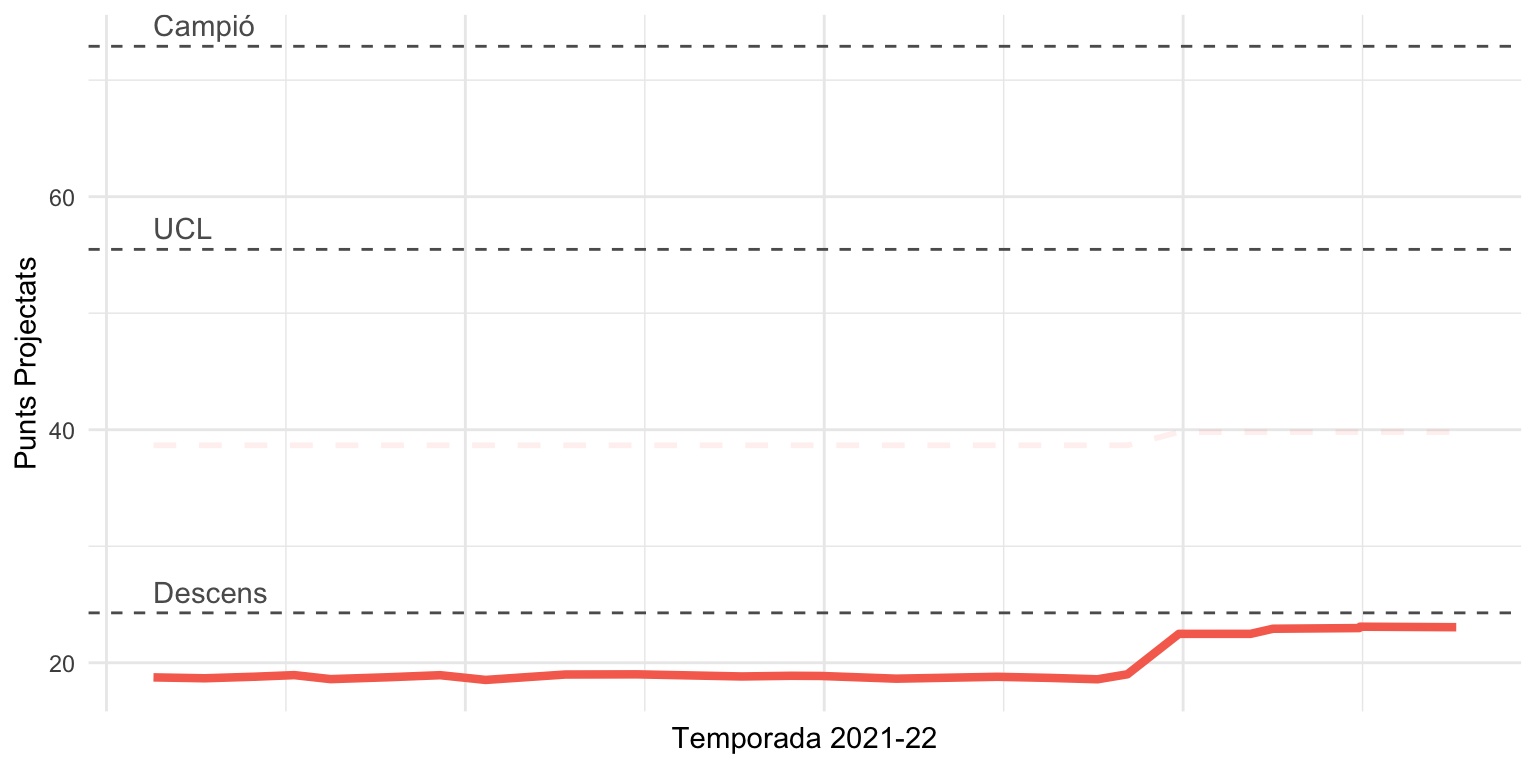 Campió
60
UCL
Punts Projectats
40
Descens
20
Temporada 2021-22